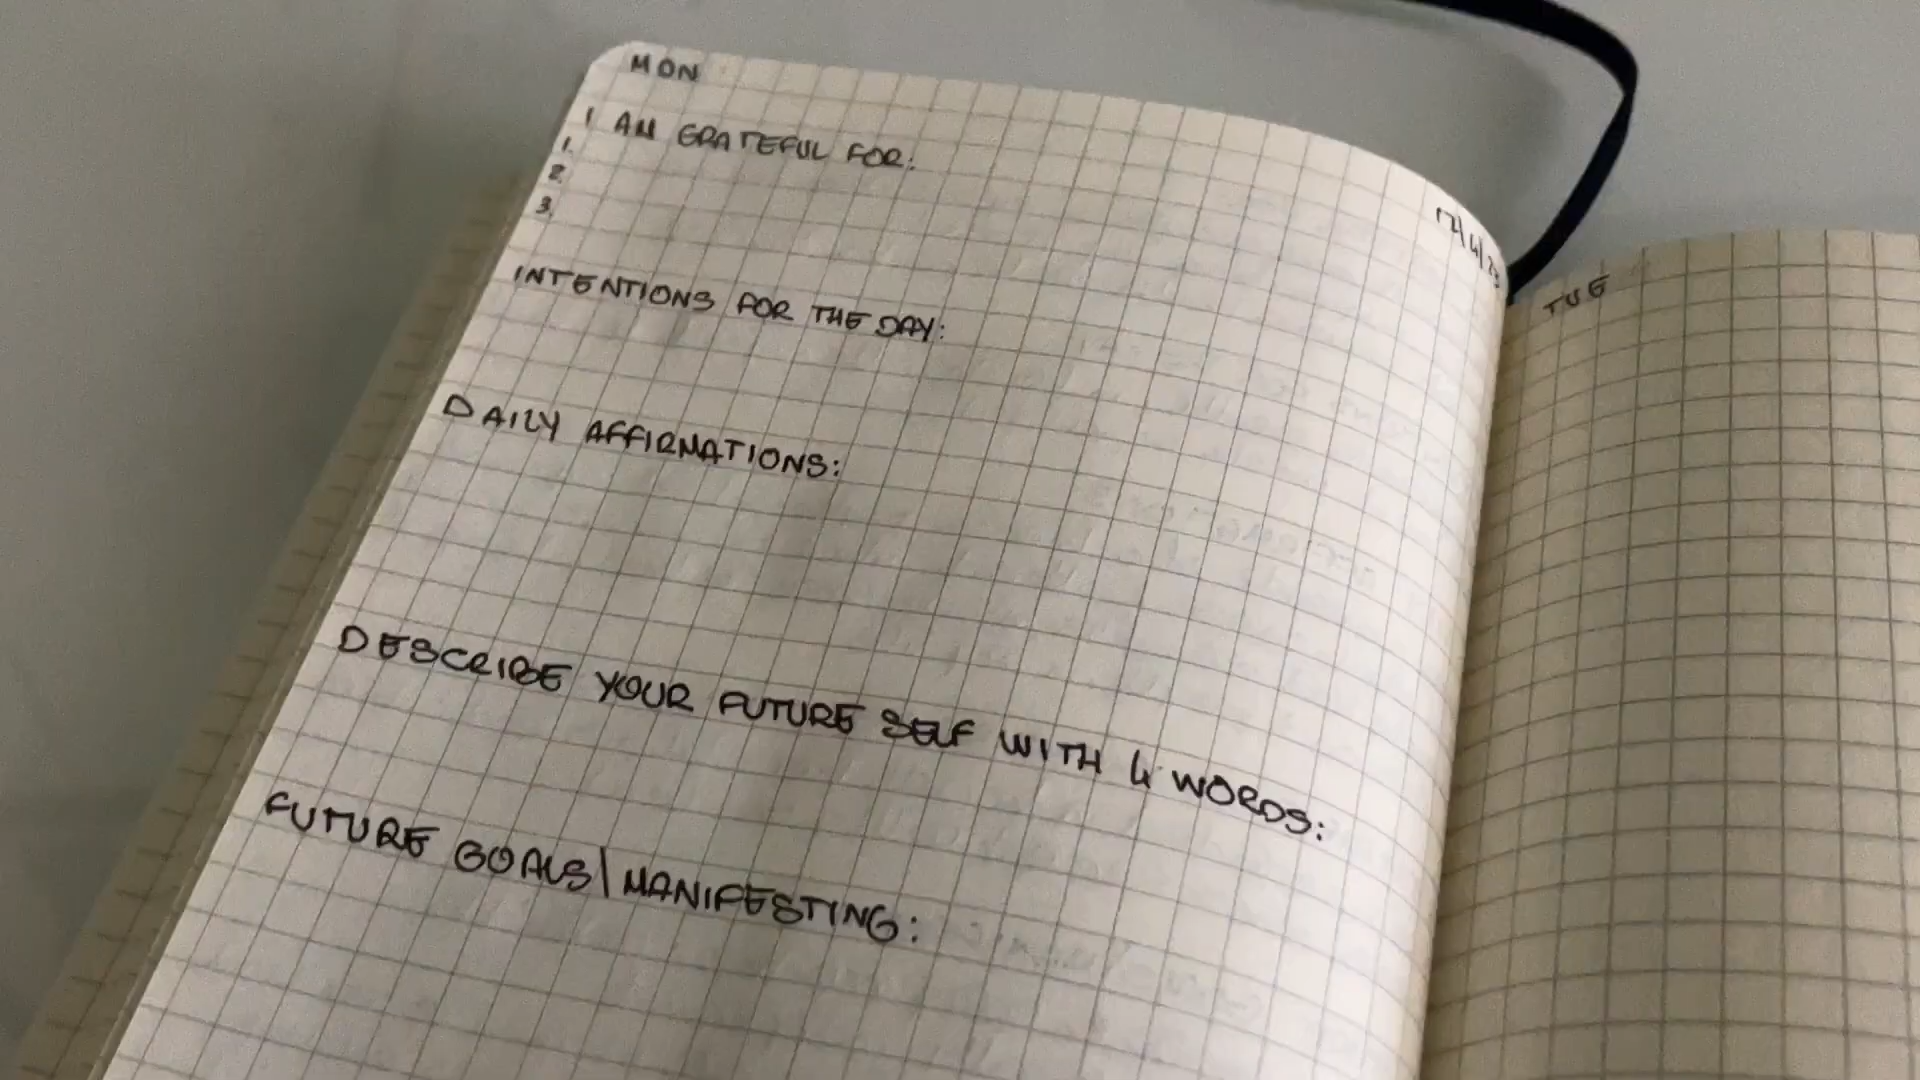 MON
I AM GRATEFUL FOR:
1.
2.
3.
INTENTIONS FOR THE DAY:
DAILY AFFIRMATIONS:
DESCRIBE YOUR FUTURE SELF WITH 4 WORDS:
FUTURE GOALS\MANIFESTING:
TUE